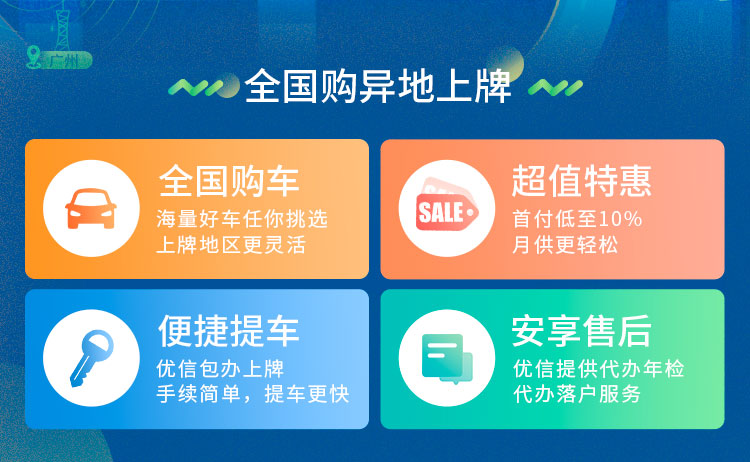 广州
全国购异地上牌
全国购车
海量好车任你挑选
上牌地区更灵活
SALE
超值特惠
首付低至10%
月供更轻松
便捷提车
优信包办上牌
手续简单，提车更快
安享售后
优信提供代办年检
代办落户服务